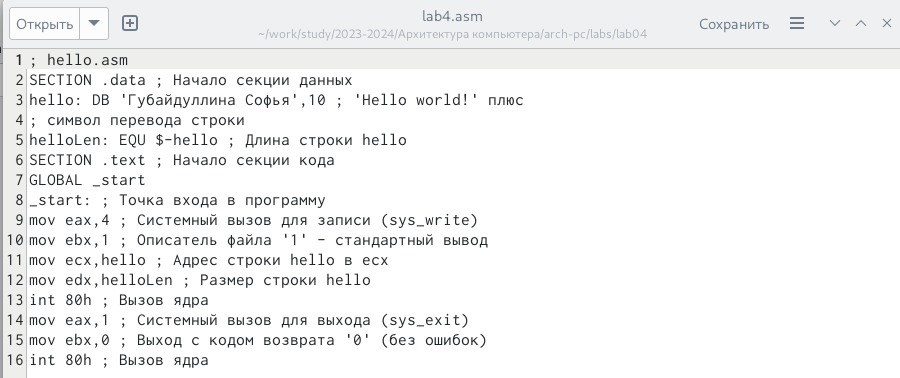 Открыть
lab4.asm
~/work/study/2023-2024/Архитектура компьютера/arch-pc/labs/lab04
Сохранить
1 ; hello.asm
2 SECTION .data ; Начало секции данных
3 hello: DB 'Губайдуллина Софья',10 ; 'Hello world!' плюс
4 ; символ перевода строки
5 helloLen: EQU $-hello ; Длина строки hello
6 SECTION .text ; Начало секции кода
7 GLOBAL _start
8 _start: ; Точка входа в программу
9 mov eax,4 ; Системный вызов для записи (sys_write)
10 mov ebx,1 ; Описатель файла '1' - стандартный вывод
11 mov ecx,hello ; Адрес строки hello в ecx
12 mov edx,helloLen ; Размер строки hello
13 int 80h ; Вызов ядра
14 mov eax,1 ; Системный вызов для выхода (sys_exit)
15 mov ebx,0 ; Выход с кодом возврата '0' (без ошибок)
16 int 80h ; Вызов ядра